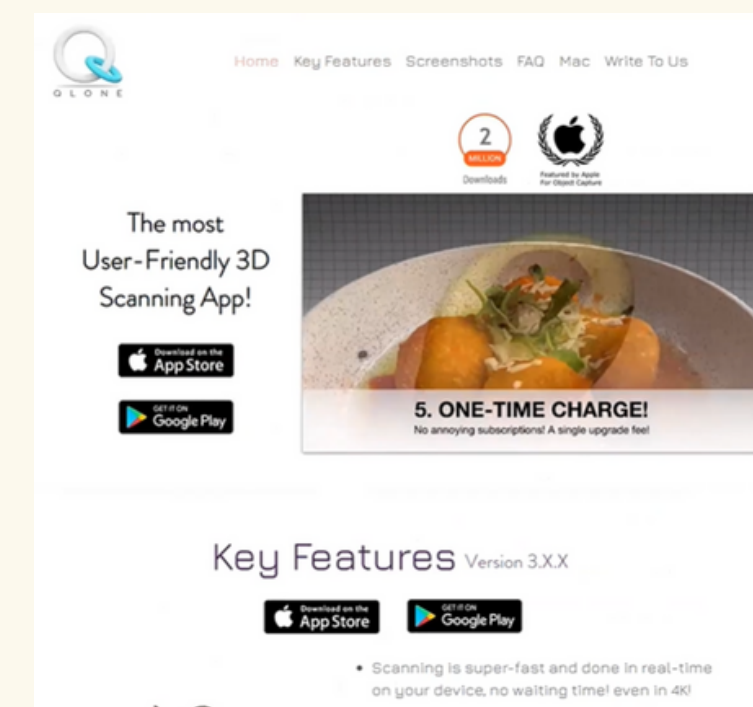 QLONE
Home Key Features Screenshots FAQ Mac Write To Us
2
MILLION
Downloads
Featured by Apple
For Object Capture
The most
User-Friendly 3D
Scanning App!
Download on the
App Store
GET IT ON
Google Play
5. ONE-TIME CHARGE!
No annoying subscriptions! A single upgrade fee!
Key Features Version 3.X.X
Download on the
App Store
GET IT ON
Google Play
• Scanning is super-fast and done in real-time
on your device, no waiting time! even in 4K!